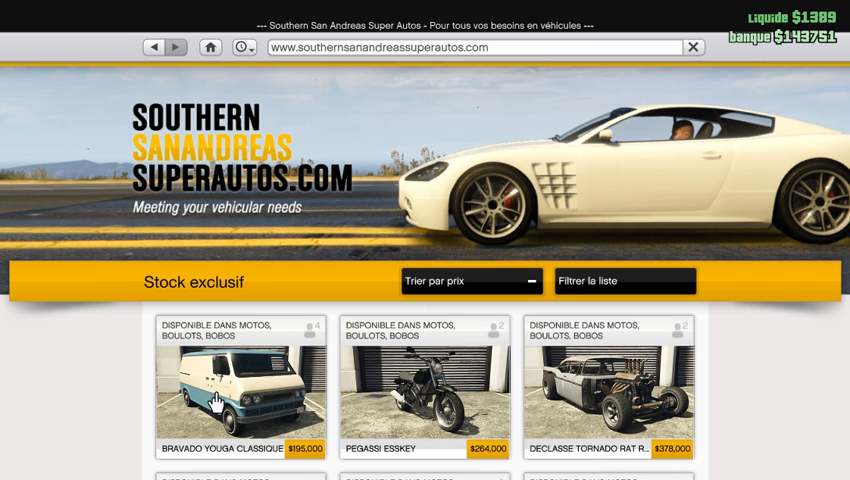 --- Southern San Andreas Super Autos - Pour tous vos besoins en véhicules ---
Liquide $1389
banque $143751
www.southernsanandreassuperautos.com
SOUTHERN
SANANDREAS
SUPERAUTOS.COM
Meeting your vehicular needs
Stock exclusif
Trier par prix
Filtrer la liste
DISPONIBLE DANS MOTOS,
BOULOTS, BOBOS
4
DISPONIBLE DANS MOTOS,
BOULOTS, BOBOS
2
DISPONIBLE DANS MOTOS,
BOULOTS, BOBOS
2
BRAVADO YOUGA CLASSIQUE $195,000
PEGASSI ESSKEY $264,000
DECLASSE TORNADO RAT R... $378,000